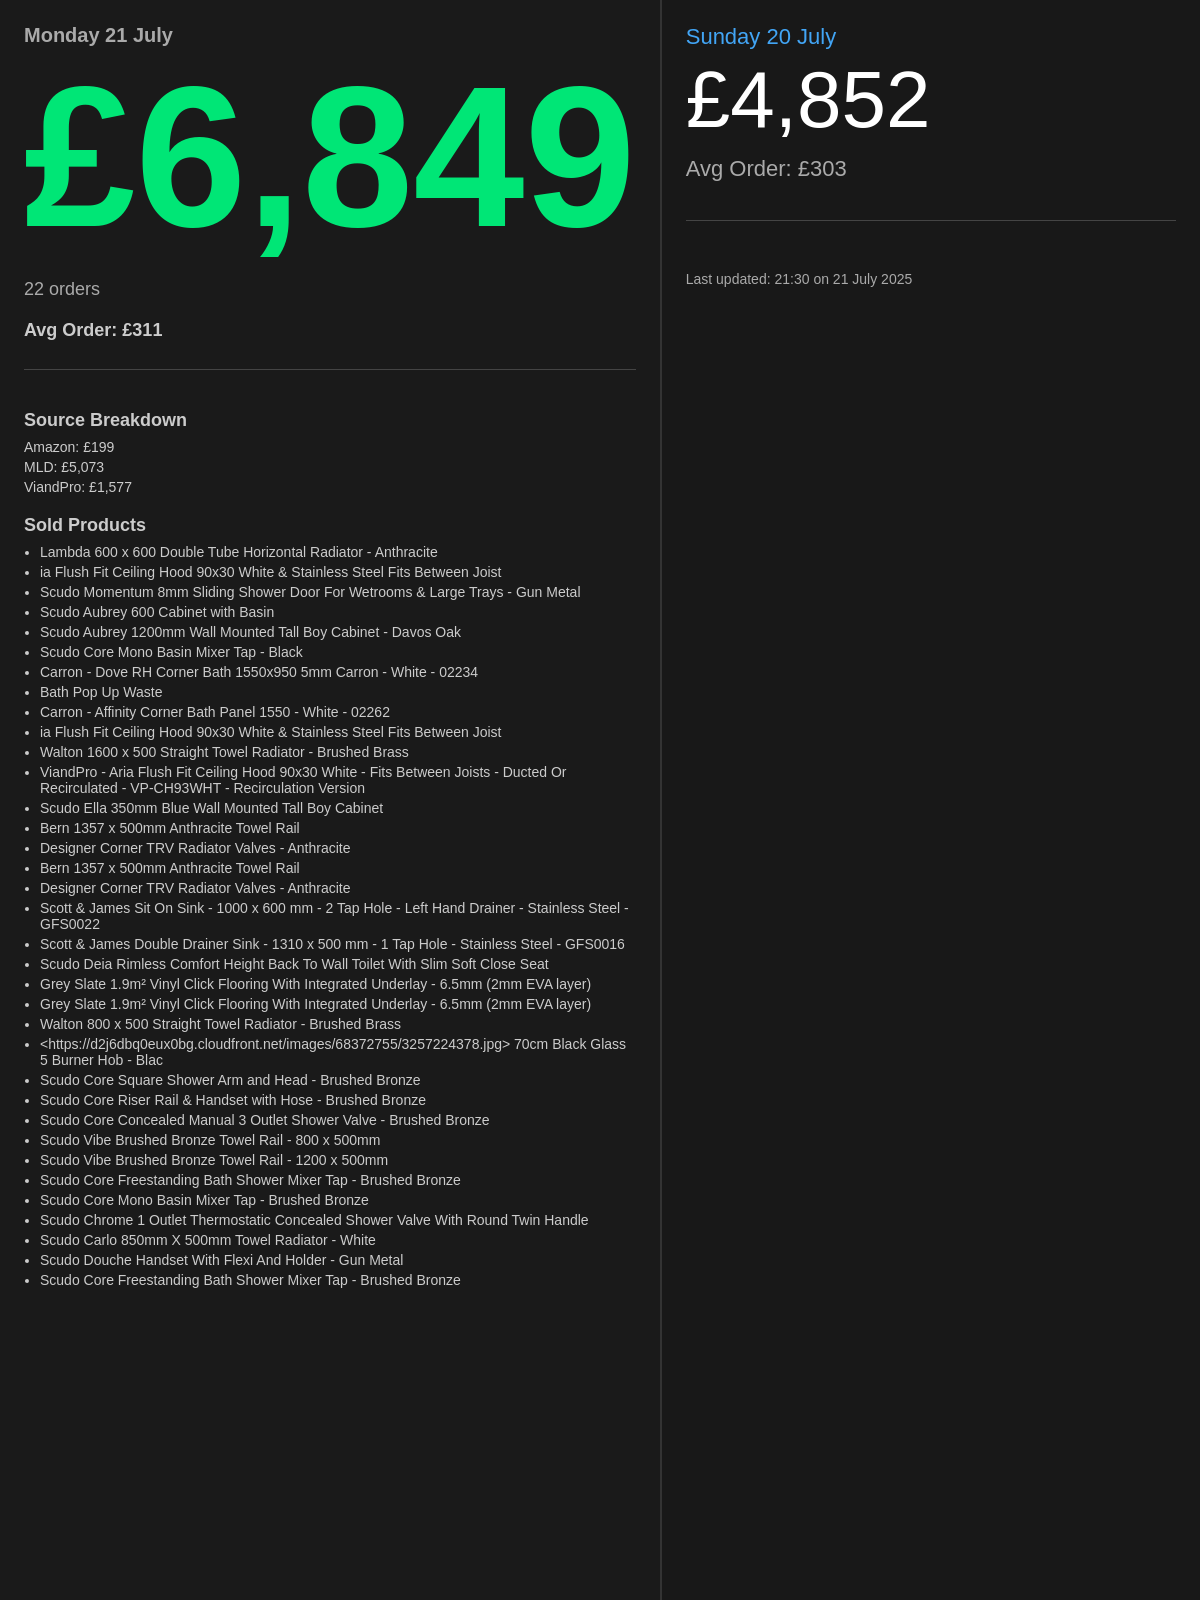 Monday 21 July
£6,849
22 orders
Avg Order: £311
Source Breakdown
Amazon: £199
MLD: £5,073
ViandPro: £1,577
Sold Products
• Lambda 600 x 600 Double Tube Horizontal Radiator - Anthracite
• ia Flush Fit Ceiling Hood 90x30 White & Stainless Steel Fits Between Joist
• Scudo Momentum 8mm Sliding Shower Door For Wetrooms & Large Trays - Gun Metal
• Scudo Aubrey 600 Cabinet with Basin
• Scudo Aubrey 1200mm Wall Mounted Tall Boy Cabinet - Davos Oak
• Scudo Core Mono Basin Mixer Tap - Black
• Carron - Dove RH Corner Bath 1550x950 5mm Carron - White - 02234
• Bath Pop Up Waste
• Carron - Affinity Corner Bath Panel 1550 - White - 02262
• ia Flush Fit Ceiling Hood 90x30 White & Stainless Steel Fits Between Joist
• Walton 1600 x 500 Straight Towel Radiator - Brushed Brass
• ViandPro - Aria Flush Fit Ceiling Hood 90x30 White - Fits Between Joists - Ducted Or
Recirculated - VP-CH93WHT - Recirculation Version
• Scudo Ella 350mm Blue Wall Mounted Tall Boy Cabinet
• Bern 1357 x 500mm Anthracite Towel Rail
• Designer Corner TRV Radiator Valves - Anthracite
• Bern 1357 x 500mm Anthracite Towel Rail
• Designer Corner TRV Radiator Valves - Anthracite
• Scott & James Sit On Sink - 1000 x 600 mm - 2 Tap Hole - Left Hand Drainer - Stainless Steel -
GFS0022
• Scott & James Double Drainer Sink - 1310 x 500 mm - 1 Tap Hole - Stainless Steel - GFS0016
• Scudo Deia Rimless Comfort Height Back To Wall Toilet With Slim Soft Close Seat
• Grey Slate 1.9m² Vinyl Click Flooring With Integrated Underlay - 6.5mm (2mm EVA layer)
• Grey Slate 1.9m² Vinyl Click Flooring With Integrated Underlay - 6.5mm (2mm EVA layer)
• Walton 800 x 500 Straight Towel Radiator - Brushed Brass
• <https://d2j6dbq0eux0bg.cloudfront.net/images/68372755/3257224378.jpg> 70cm Black Glass
5 Burner Hob - Blac
• Scudo Core Square Shower Arm and Head - Brushed Bronze
• Scudo Core Riser Rail & Handset with Hose - Brushed Bronze
• Scudo Core Concealed Manual 3 Outlet Shower Valve - Brushed Bronze
• Scudo Vibe Brushed Bronze Towel Rail - 800 x 500mm
• Scudo Vibe Brushed Bronze Towel Rail - 1200 x 500mm
• Scudo Core Freestanding Bath Shower Mixer Tap - Brushed Bronze
• Scudo Core Mono Basin Mixer Tap - Brushed Bronze
• Scudo Chrome 1 Outlet Thermostatic Concealed Shower Valve With Round Twin Handle
• Scudo Carlo 850mm X 500mm Towel Radiator - White
• Scudo Douche Handset With Flexi And Holder - Gun Metal
• Scudo Core Freestanding Bath Shower Mixer Tap - Brushed Bronze
Sunday 20 July
£4,852
Avg Order: £303
Last updated: 21:30 on 21 July 2025